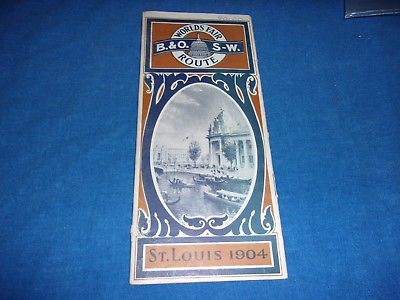 WORLDS FAIR
B.&O. S-W.
ROUTE
ST. LOUIS 1904